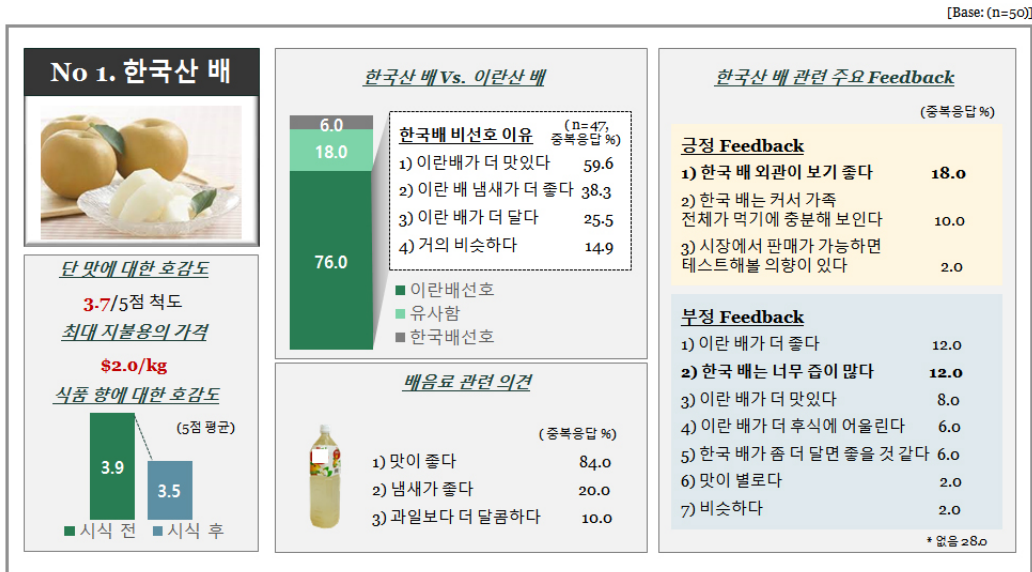 [Base: (n=50)]
No 1. 한국산 배
단 맛에 대한 호감도
3.7/5점 척도
최대 지불용의 가격
$2.0/kg
식품 향에 대한 호감도
(5점 평균)
3.9
3.5
시식 전 시식 후
한국산 배 Vs. 이란산 배
6.0
18.0
76.0
한국배 비선호 이유 (n=47, 중복응답 %)
1) 이란배가 더 맛있다 59.6
2) 이란 배 냄새가 더 좋다 38.3
3) 이란 배가 더 달다 25.5
4) 거의 비슷하다 14.9
이란배선호
유사함
한국배선호
배음료 관련 의견
(중복응답 %)
1) 맛이 좋다 84.0
2) 냄새가 좋다 20.0
3) 과일보다 더 달콤하다 10.0
한국산 배 관련 주요 Feedback
(중복응답 %)
긍정 Feedback
1) 한국 배 외관이 보기 좋다 18.0
2) 한국 배는 커서 가족
전체가 먹기에 충분해 보인다 10.0
3) 시장에서 판매가 가능하면
테스트해볼 의향이 있다 2.0
부정 Feedback
1) 이란 배가 더 좋다 12.0
2) 한국 배는 너무 즙이 많다 12.0
3) 이란 배가 더 맛있다 8.0
4) 이란 배가 더 후식에 어울린다 6.0
5) 한국 배가 좀 더 달면 좋을 것 같다 6.0
6) 맛이 별로다 2.0
7) 비슷하다 2.0
* 없음 28.0